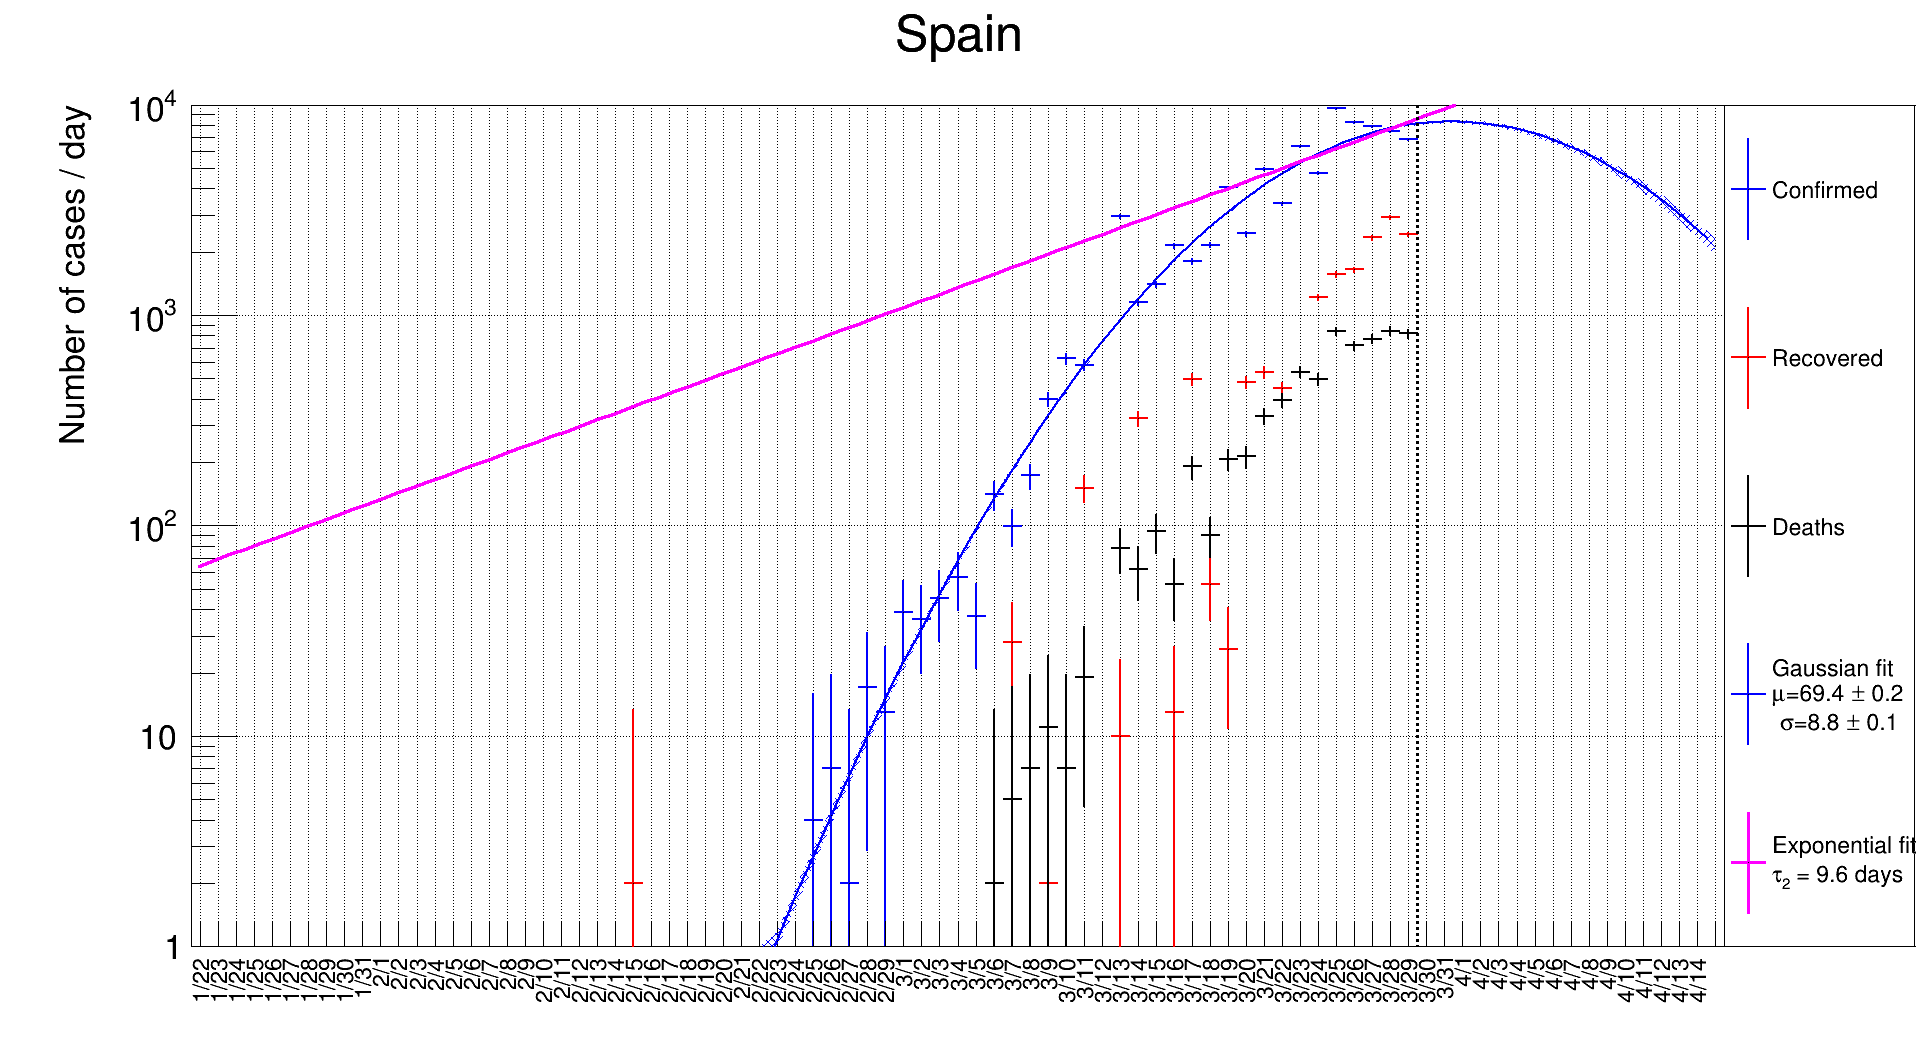 Spain
Number of cases / day
10⁴
10³
10²
10
1
1/22 1/23 1/24 1/25 1/26 1/27 1/28 1/29 1/30 1/31 2/1 2/2 2/3 2/4 2/5 2/6 2/7 2/8 2/9 2/10 2/11 2/12 2/13 2/14 2/15 2/16 2/17 2/18 2/19 2/20 2/21 2/22 2/23 2/24 2/25 2/26 2/27 2/28 2/29 3/1 3/2 3/3 3/4 3/5 3/6 3/7 3/8 3/9 3/10 3/11 3/12 3/13 3/14 3/15 3/16 3/17 3/18 3/19 3/20 3/21 3/22 3/23 3/24 3/25 3/26 3/27 3/28 3/29 3/30 3/31 4/1 4/2 4/3 4/4 4/5 4/6 4/7 4/8 4/9 4/10 4/11 4/12 4/13 4/14
Confirmed
Recovered
Deaths
Gaussian fit
μ=69.4 ± 0.2
σ=8.8 ± 0.1
Exponential fit
τ₂ = 9.6 days